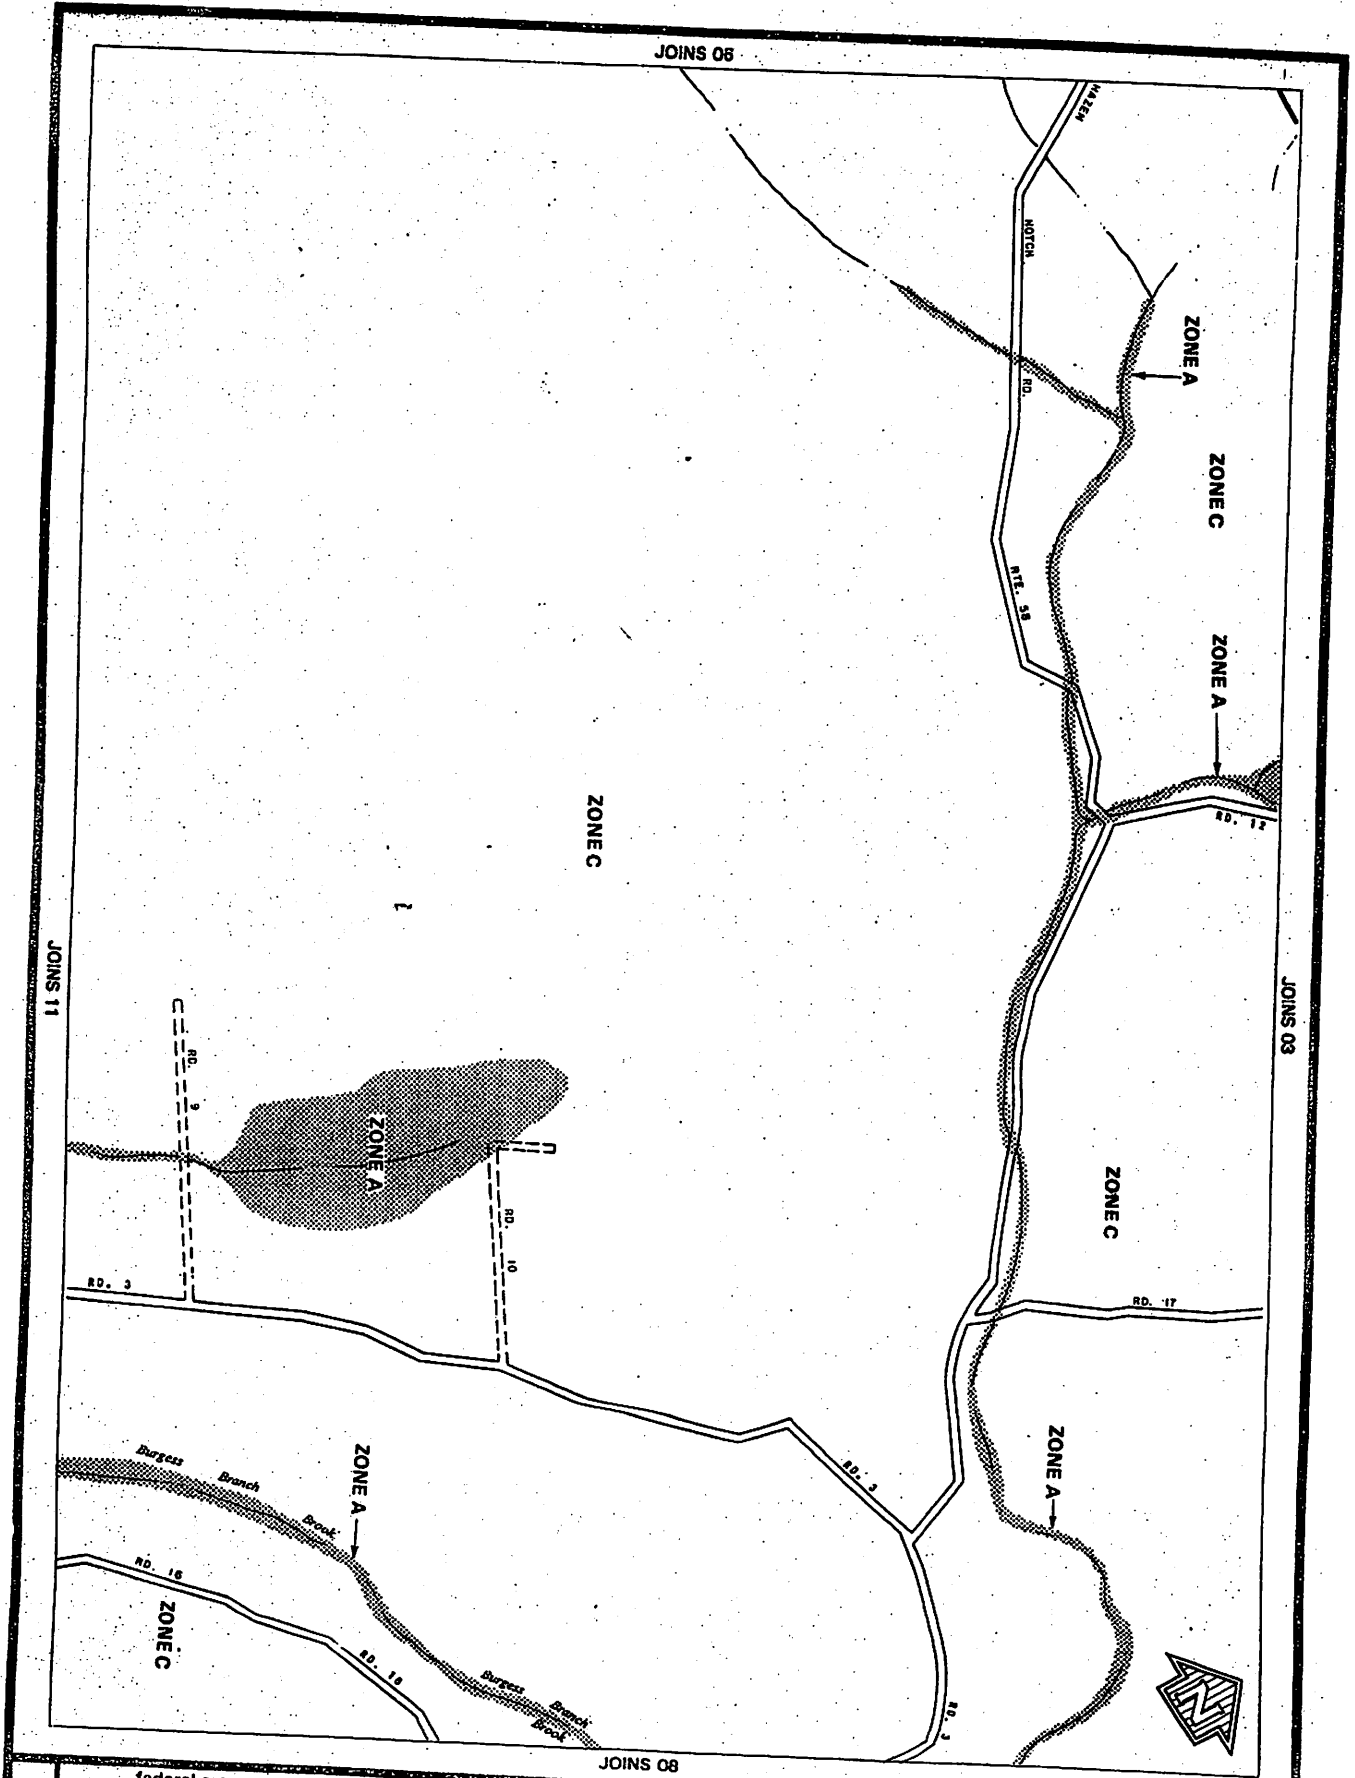 JOINS 05
HAZEN
NOTCH
RD.
RTE. 58
ZONE A
ZONE C
ZONE A
RD. 12
JOINS 03
ZONE C
ZONE C
JOINS 11
RD. 9
ZONE A
RD. 10
RD. 3
RD. 17
ZONE A
RD. 3
ZONE A
Burgess Branch Brook
RD. 16
ZONE C
RD. 16
Burgess Branch Brook
RD. 3
N
JOINS 08